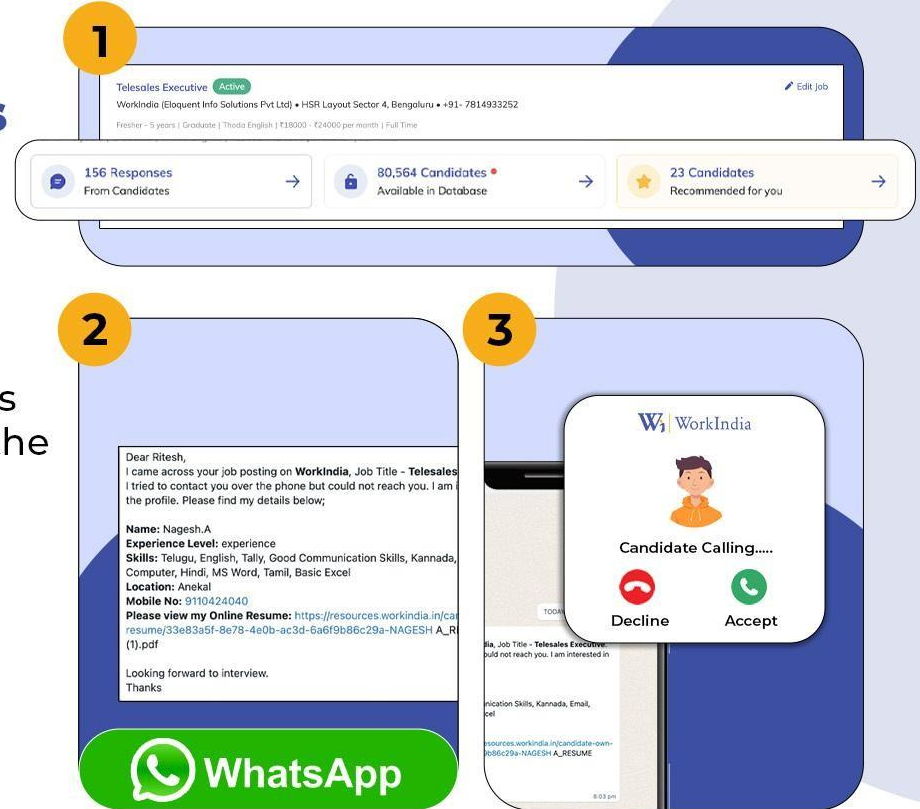 1
s
Telesales Executive Active
Edit Job
WorkIndia (Eloquent Info Solutions Pvt Ltd) • HSR Layout Sector 4, Bengaluru • +91- 7814933252
Fresher - 5 years | Graduate | Thoda English | ₹18000 - ₹24000 per month | Full Time
156 Responses
From Candidates
80,564 Candidates
Available in Database
23 Candidates
Recommended for you
2
s
the
Dear Ritesh,
I came across your job posting on WorkIndia, Job Title - Telesales
I tried to contact you over the phone but could not reach you. I am i
the profile. Please find my details below;
Name: Nagesh.A
Experience Level: experience
Skills: Telugu, English, Tally, Good Communication Skills, Kannada,
Computer, Hindi, MS Word, Tamil, Basic Excel
Location: Anekal
Mobile No: 9110424040
Please view my Online Resume: https://resources.workindia.in/car
resume/33e83a5f-8e78-4e0b-ac3d-6a6f9b86c29a-NAGESH A_RE
(1).pdf
Looking forward to interview.
Thanks
WhatsApp
3
WorkIndia
Candidate Calling.....
Decline
Accept
TODAY
dia, Job Title - Telesales Executive.
ould not reach you. I am interested in
nication Skills, Kannada, Email,
cel
esources.workindia.in/candidate-own-
9b86c29a-NAGESH A_RESUME
8:03 pm